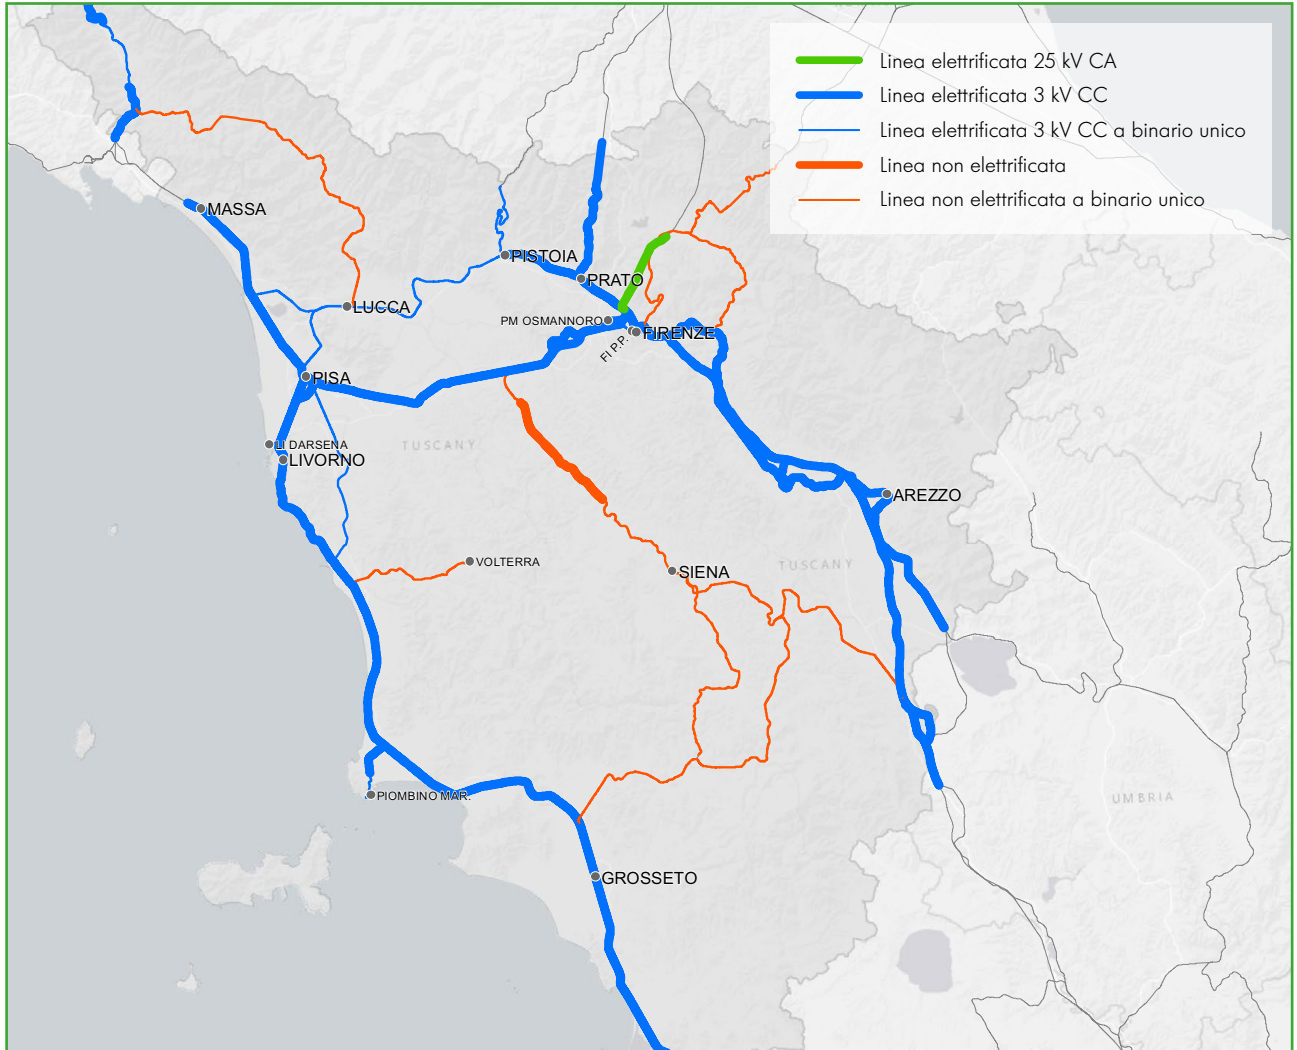 Linea elettrificata 25 kV CA
Linea elettrificata 3 kV CC
Linea elettrificata 3 kV CC a binario unico
Linea non elettrificata
Linea non elettrificata a binario unico
MASSA
PISTOIA
PRATO
LUCCA
PM OSMANNORO
FI P.P.
FIRENZE
PISA
TUSCANY
LI DARSENA
LIVORNO
AREZZO
VOLTERRA
SIENA
TUSCANY
PIOMBINO MAR.
UMBRIA
GROSSETO